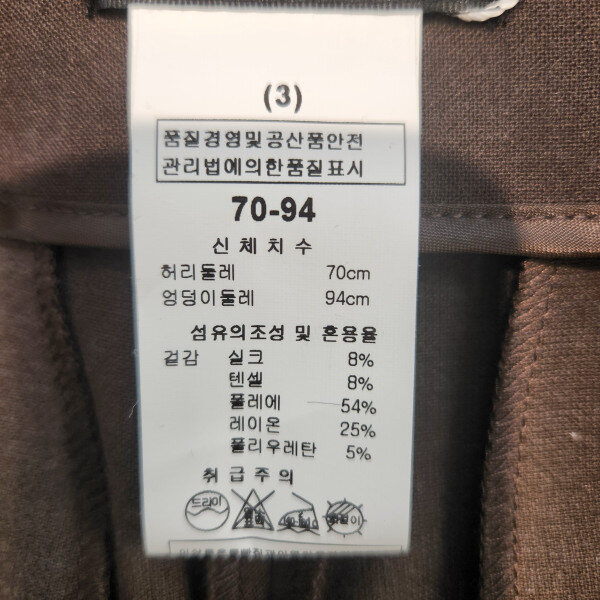 (3)
품질경영및공산품안전
관리법에의한품질표시
70-94
신체치수
허리둘레 70cm
엉덩이둘레 94cm
섬유의조성 및 혼용율
겉감 실크 8%
텐셀 8%
폴레에 54%
레이온 25%
폴리우레탄 5%
취급주의
드라이